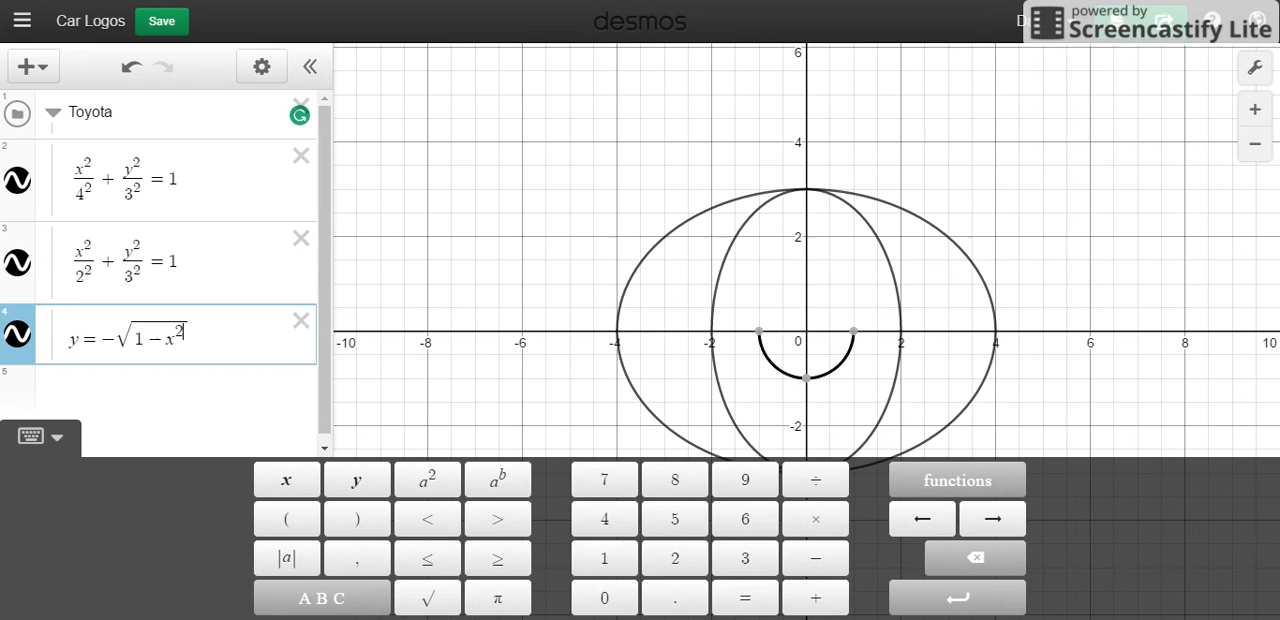 Car Logos Save desmos powered by
Screencastify Lite
1 Toyota
2 x²/4² + y²/3² = 1
3 x²/2² + y²/3² = 1
4 y = −√(1 − x²)
5
6
4
2
-10 -8 -6 -4 -2 0 2 4 6 8 10
-2
x y a² a^b 7 8 9 ÷ functions
( ) < > 4 5 6 × ← →
|a| , ≤ ≥ 1 2 3 −
A B C √ π 0 . = +